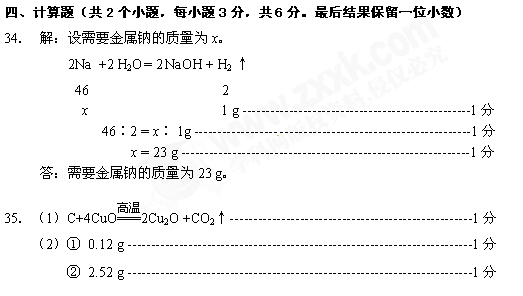 四、计算题（共 2 个小题，每小题 3 分，共 6 分。最后结果保留一位小数）
34. 解：设需要金属钠的质量为 x。
2Na +2 H₂O = 2 NaOH + H₂ ↑
46 2
x 1 g ---1 分
46∶2 = x∶ 1g ---1 分
x = 23 g ---1 分
答：需要金属钠的质量为 23 g。
35. （1）C+4CuO 高温 ═══ 2Cu₂O +CO₂↑ ---1 分
（2）① 0.12 g ---1 分
② 2.52 g ---1 分